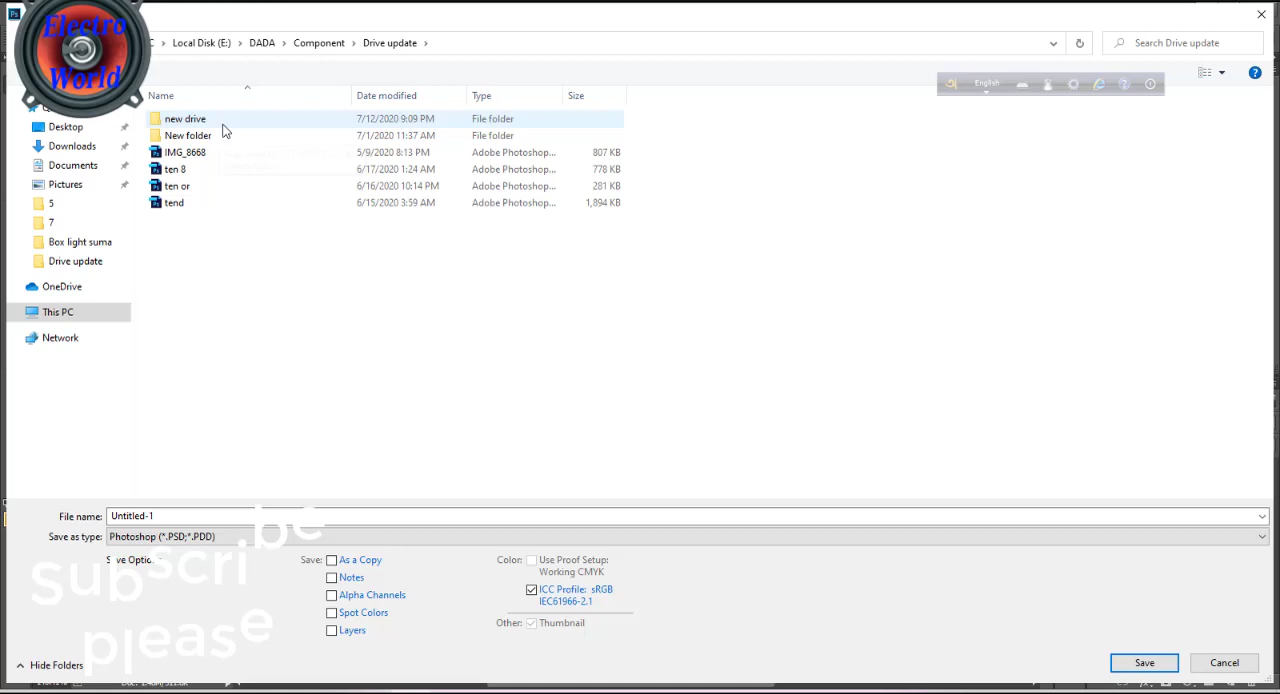 Electro
World
Local Disk (E:) > DADA > Component > Drive update >
Search Drive update
English
Name Date modified Type Size
new drive 7/12/2020 9:09 PM File folder
New folder 7/1/2020 11:37 AM File folder
IMG_8668 5/9/2020 8:13 PM Adobe Photoshop... 807 KB
ten 8 6/17/2020 1:24 AM Adobe Photoshop... 778 KB
ten or 6/16/2020 10:14 PM Adobe Photoshop... 281 KB
tend 6/15/2020 3:59 AM Adobe Photoshop... 1,894 KB
Desktop
Downloads
Documents
Pictures
5
7
Box light suma
Drive update
OneDrive
This PC
Network
File name: Untitled-1
Save as type: Photoshop (*.PSD;*.PDD)
Save Options
Save: As a Copy
Notes
Alpha Channels
Spot Colors
Layers
Color: Use Proof Setup:
Working CMYK
ICC Profile: sRGB
IEC61966-2.1
Other: Thumbnail
Subscribe
please
Hide Folders
Save
Cancel